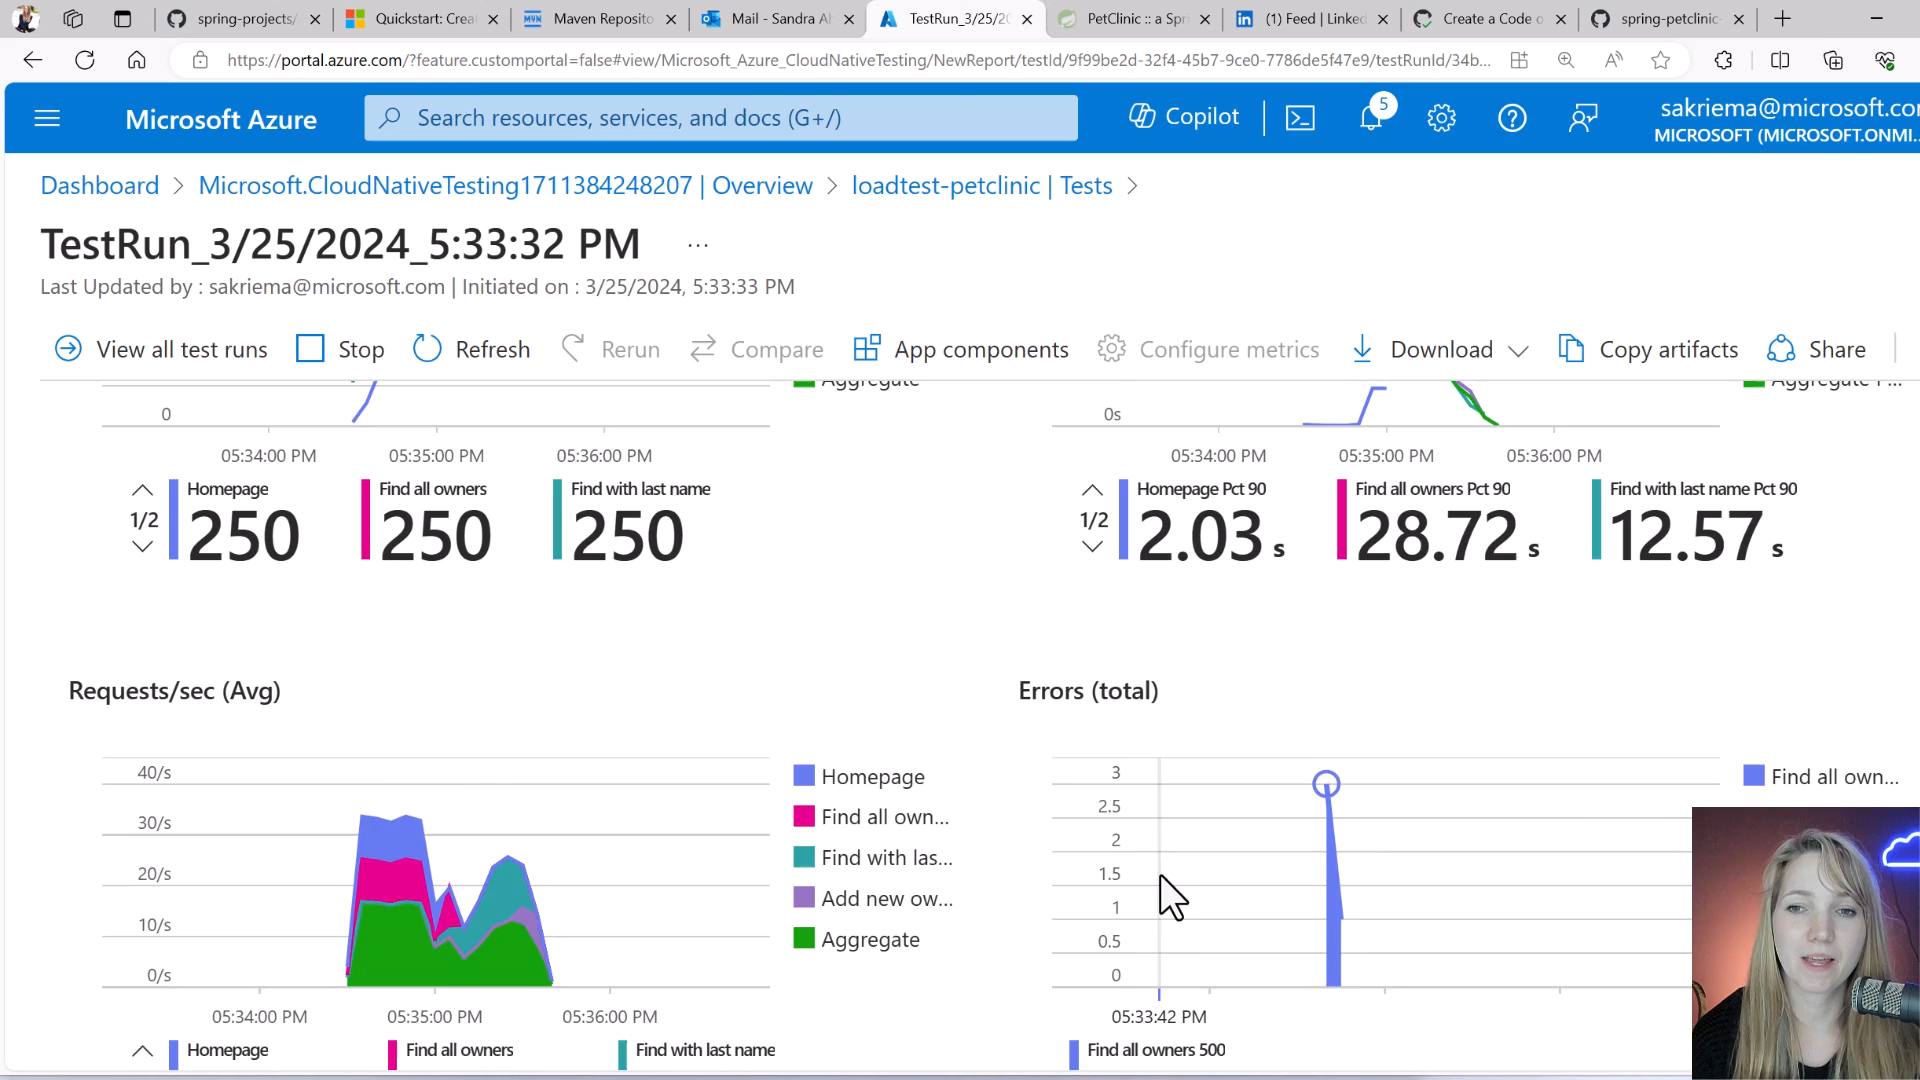 spring-projects/
Quickstart: Crea
Maven Reposito
Mail - Sandra Ah
TestRun_3/25/20
PetClinic :: a Spri
(1) Feed | Linked
Create a Code o
spring-petclinic-
https://portal.azure.com/?feature.customportal=false#view/Microsoft_Azure_CloudNativeTesting/NewReport/testId/9f99be2d-32f4-45b7-9ce0-7786de5f47e9/testRunId/34b...
Microsoft Azure
Search resources, services, and docs (G+/)
Copilot
5
sakriema@microsoft.cor
MICROSOFT (MICROSOFT.ONMI...
Dashboard > Microsoft.CloudNativeTesting1711384248207 | Overview > loadtest-petclinic | Tests >
TestRun_3/25/2024_5:33:32 PM ...
Last Updated by : sakriema@microsoft.com | Initiated on : 3/25/2024, 5:33:33 PM
View all test runs
Stop
Refresh
Rerun
Compare
App components
Configure metrics
Download
Copy artifacts
Share
Aggregate
0
05:34:00 PM
05:35:00 PM
05:36:00 PM
1/2
Homepage
250
Find all owners
250
Find with last name
250
0s
05:34:00 PM
05:35:00 PM
05:36:00 PM
1/2
Homepage Pct 90
2.03 s
Find all owners Pct 90
28.72 s
Find with last name Pct 90
12.57 s
Requests/sec (Avg)
40/s
30/s
20/s
10/s
0/s
05:34:00 PM
05:35:00 PM
05:36:00 PM
Homepage
Find all own...
Find with las...
Add new ow...
Aggregate
Homepage
Find all owners
Find with last name
Errors (total)
3
2.5
2
1.5
1
0.5
0
05:33:42 PM
Find all own...
Find all owners 500